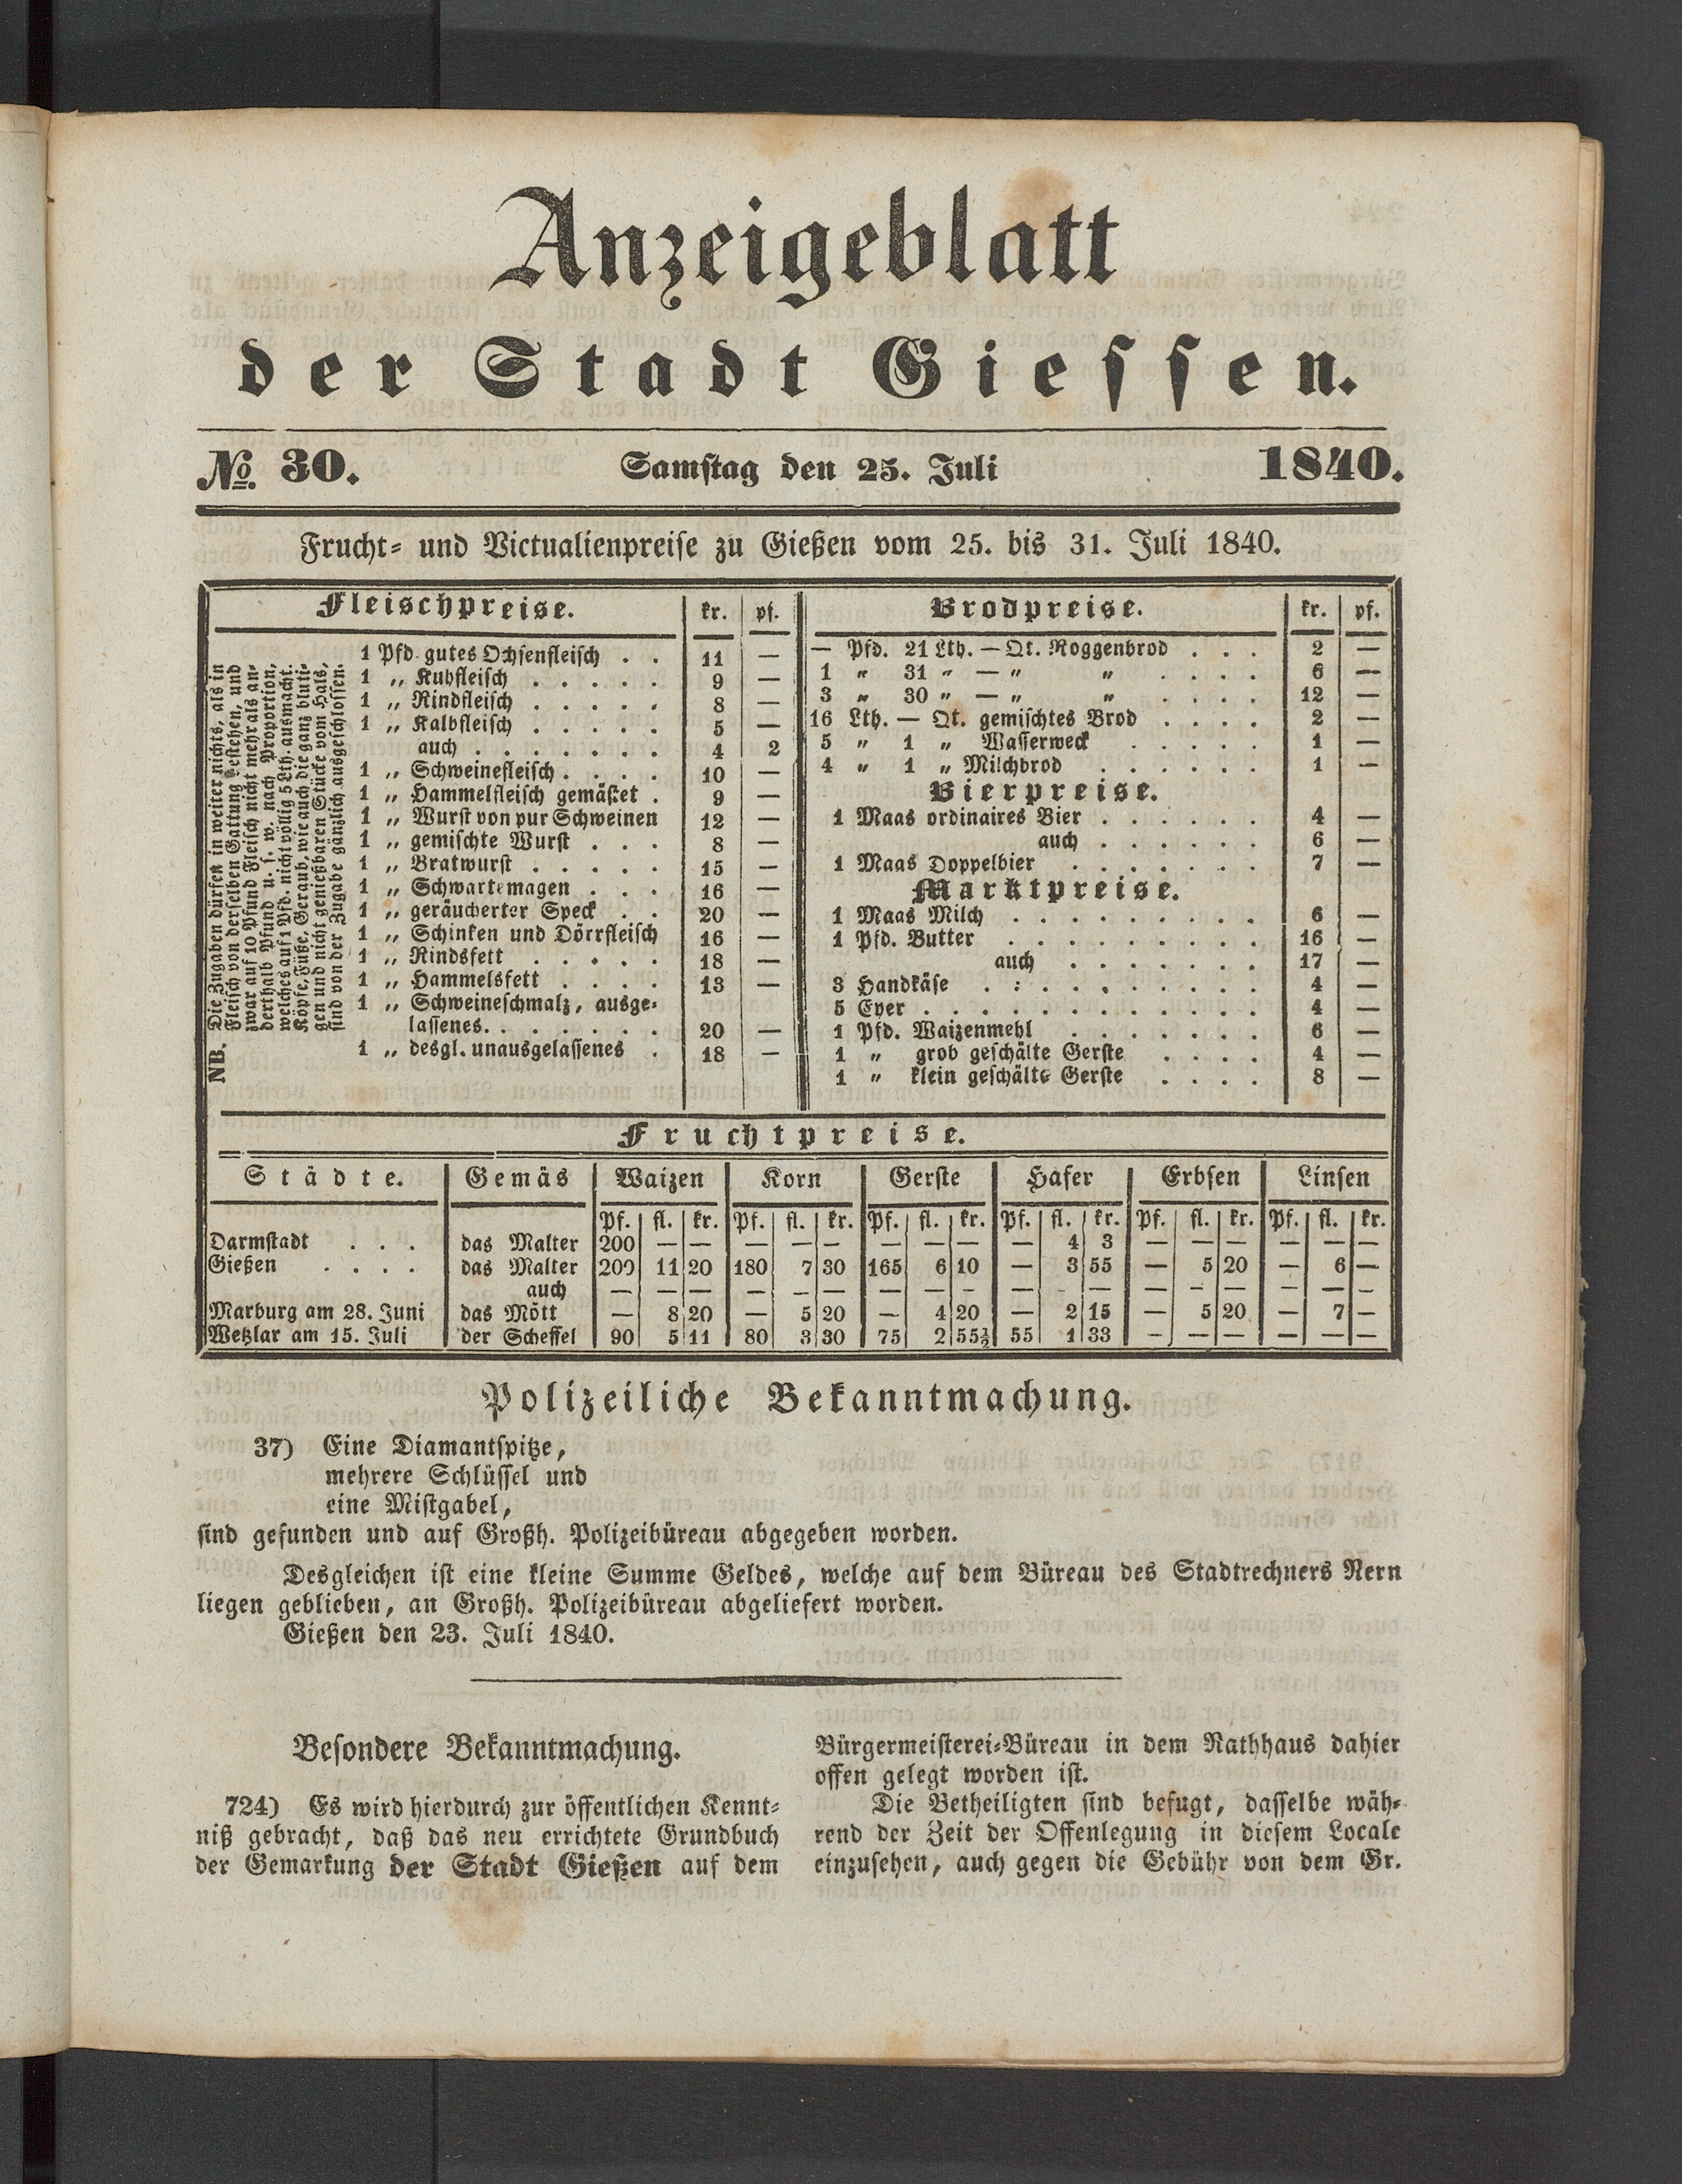 Anzeigeblatt
der Stadt Giessen.
No. 30. Samstag den 25. Juli 1840.
Frucht- und Victualienpreise zu Gießen vom 25. bis 31. Juli 1840.
Fleischpreise. kr. pf.
NB. Die Zugaben dürfen in weiter nichts, als in
Fleisch von derselben Gattung bestehen, und
zwar auf 10 Pfund Fleisch nicht mehr als an-
derthalb Pfund u. s. w. nach Proportion,
welches auf 1 Pfd. nicht völlig 5 Lth. ausmacht.
Köpfe, Füße, Geraub, wie auch die ganz bluti-
gen und nicht genießbaren Stücke vom Hals,
sind von der Zugabe gänzlich ausgeschlossen.
1 Pfd. gutes Ochsenfleisch . . 11 —
1 „ Kuhfleisch . . . . . 9 —
1 „ Rindfleisch . . . . . 8 —
1 „ Kalbfleisch . . . . . 5 —
auch . . . . . . . 4 2
1 „ Schweinefleisch . . . . 10 —
1 „ Hammelfleisch gemästet . 9 —
1 „ Wurst von pur Schweinen 12 —
1 „ gemischte Wurst . . . 8 —
1 „ Bratwurst . . . . . 15 —
1 „ Schwartemagen . . . 16 —
1 „ geräucherter Speck . . 20 —
1 „ Schinken und Dörrfleisch 16 —
1 „ Rindsfett . . . . . 18 —
1 „ Hammelsfett . . . . 13 —
1 „ Schweineschmalz, ausge-
lassenes. . . . . . . 20 —
1 „ desgl. unausgelassenes . 18 —
Brodpreise. kr. pf.
— Pfd. 21 Lth. — Qt. Roggenbrod . . . 2 —
1 „ 31 „ — „ „ . . . . 6 —
3 „ 30 „ — „ „ . . . . 12 —
16 Lth. — Qt. gemischtes Brod . . . . 2 —
5 „ 1 „ Wasserweck . . . . . 1 —
4 „ 1 „ Milchbrod . . . . . . 1 —
Bierpreise.
1 Maas ordinaires Bier . . . . . . 4 —
auch . . . . . . 6 —
1 Maas Doppelbier . . . . . . . 7 —
Marktpreise.
1 Maas Milch . . . . . . . . . 6 —
1 Pfd. Butter . . . . . . . . . 16 —
auch . . . . . . . 17 —
3 Handkäse . . . . . . . . . . 4 —
5 Eyer . . . . . . . . . . . . 4 —
1 Pfd. Waizenmehl . . . . . . . 6 —
1 „ grob geschälte Gerste . . . . 4 —
1 „ klein geschälte Gerste . . . . 8 —
Fruchtpreise.
Städte. Gemäs Waizen Korn Gerste Hafer Erbsen Linsen
Pf. fl. kr. Pf. fl. kr. Pf. fl. kr. Pf. fl. kr. Pf. fl. kr. Pf. fl. kr.
Darmstadt . . . das Malter 200 — — — — — — — — — 4 3 — — — — — —
Gießen . . . . das Malter 200 11 20 180 7 30 165 6 10 — 3 55 — 5 20 — 6 —
auch — — — — — — — — — — — — — — — — — —
Marburg am 28. Juni das Mött — 8 20 — 5 20 — 4 20 — 2 15 — 5 20 — 7 —
Wetzlar am 15. Juli der Scheffel 90 5 11 80 3 30 75 2 55½ 55 1 33 — — — — — —
Polizeiliche Bekanntmachung.
37) Eine Diamantspitze,
mehrere Schlüssel und
eine Mistgabel,
sind gefunden und auf Großh. Polizeibüreau abgegeben worden.
Desgleichen ist eine kleine Summe Geldes, welche auf dem Büreau des Stadtrechners Nern
liegen geblieben, an Großh. Polizeibüreau abgeliefert worden.
Gießen den 23. Juli 1840.
Besondere Bekanntmachung.
724) Es wird hierdurch zur öffentlichen Kennt-
niß gebracht, daß das neu errichtete Grundbuch
der Gemarkung der Stadt Gießen auf dem
Bürgermeisterei-Büreau in dem Rathhaus dahier
offen gelegt worden ist.
Die Betheiligten sind befugt, dasselbe wäh-
rend der Zeit der Offenlegung in diesem Locale
einzusehen, auch gegen die Gebühr von dem Gr.